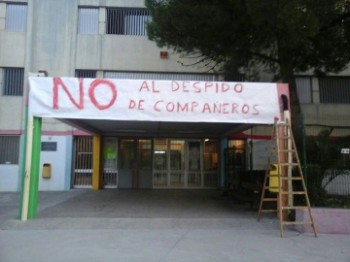 NO AL DESPIDO
DE COMPAÑEROS